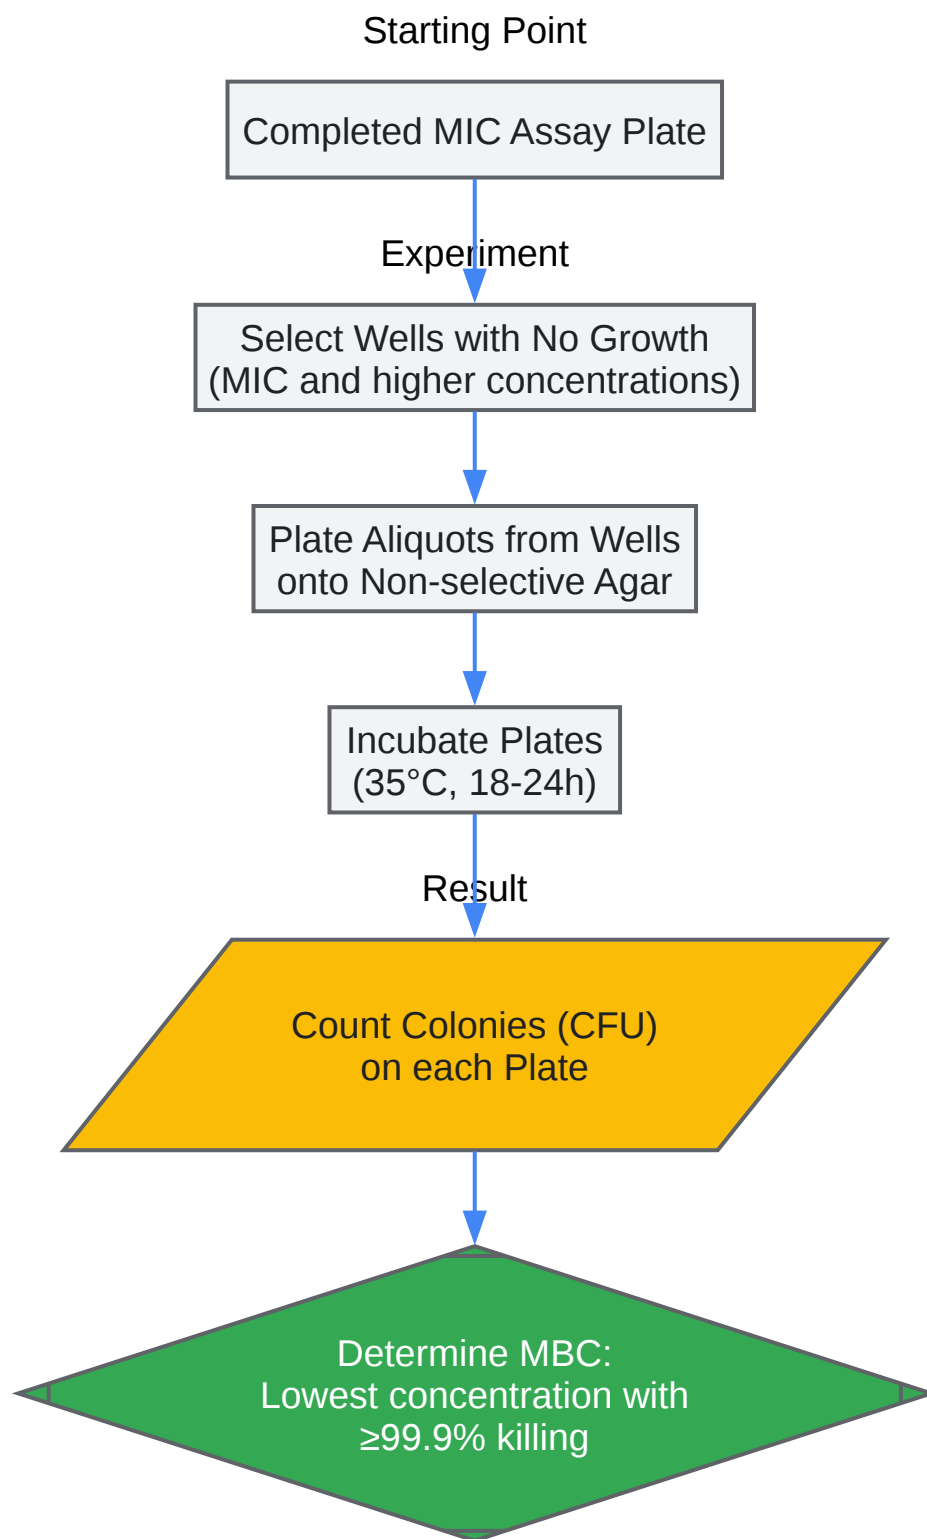 Starting Point
Completed MIC Assay Plate
Experiment
Select Wells with No Growth
(MIC and higher concentrations)
Plate Aliquots from Wells
onto Non-selective Agar
Incubate Plates
(35°C, 18-24h)
Result
Count Colonies (CFU)
on each Plate
Determine MBC:
Lowest concentration with
≥99.9% killing